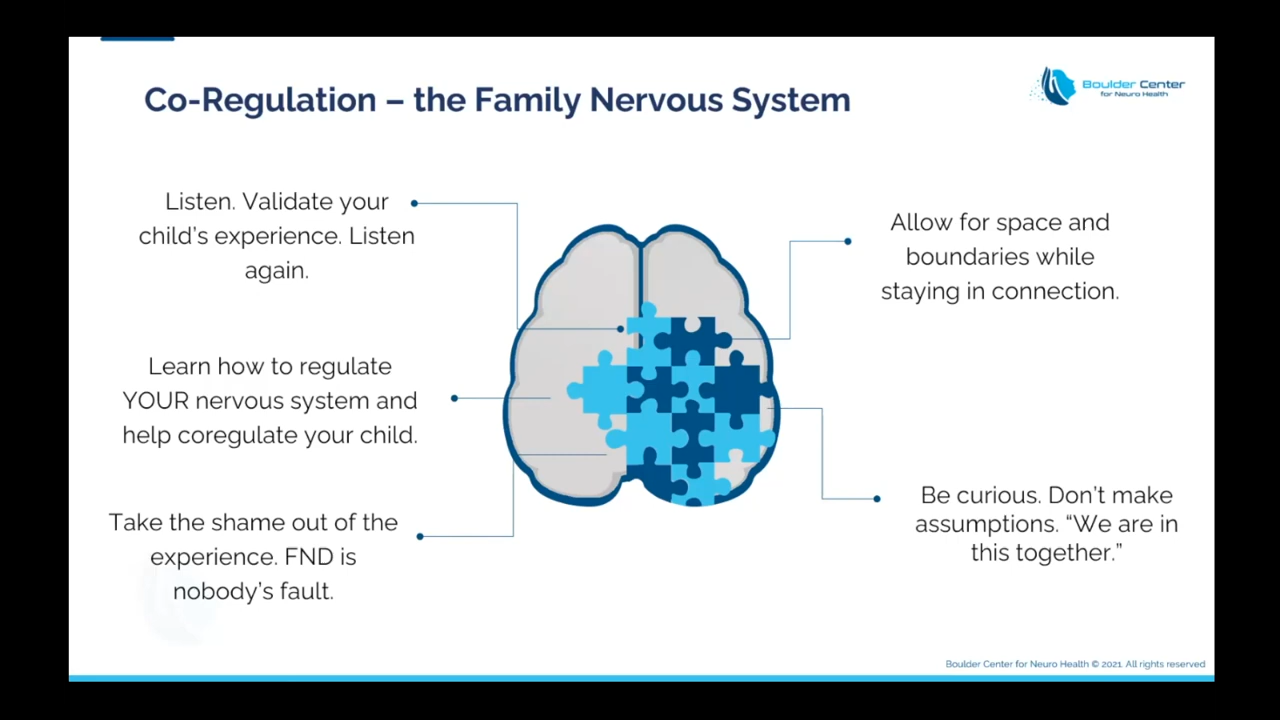 Co-Regulation – the Family Nervous System
Boulder Center
for Neuro Health
Listen. Validate your
child's experience. Listen
again.
Learn how to regulate
YOUR nervous system and
help coregulate your child.
Take the shame out of the
experience. FND is
nobody's fault.
Allow for space and
boundaries while
staying in connection.
Be curious. Don't make
assumptions. “We are in
this together.”
Boulder Center for Neuro Health © 2021. All rights reserved